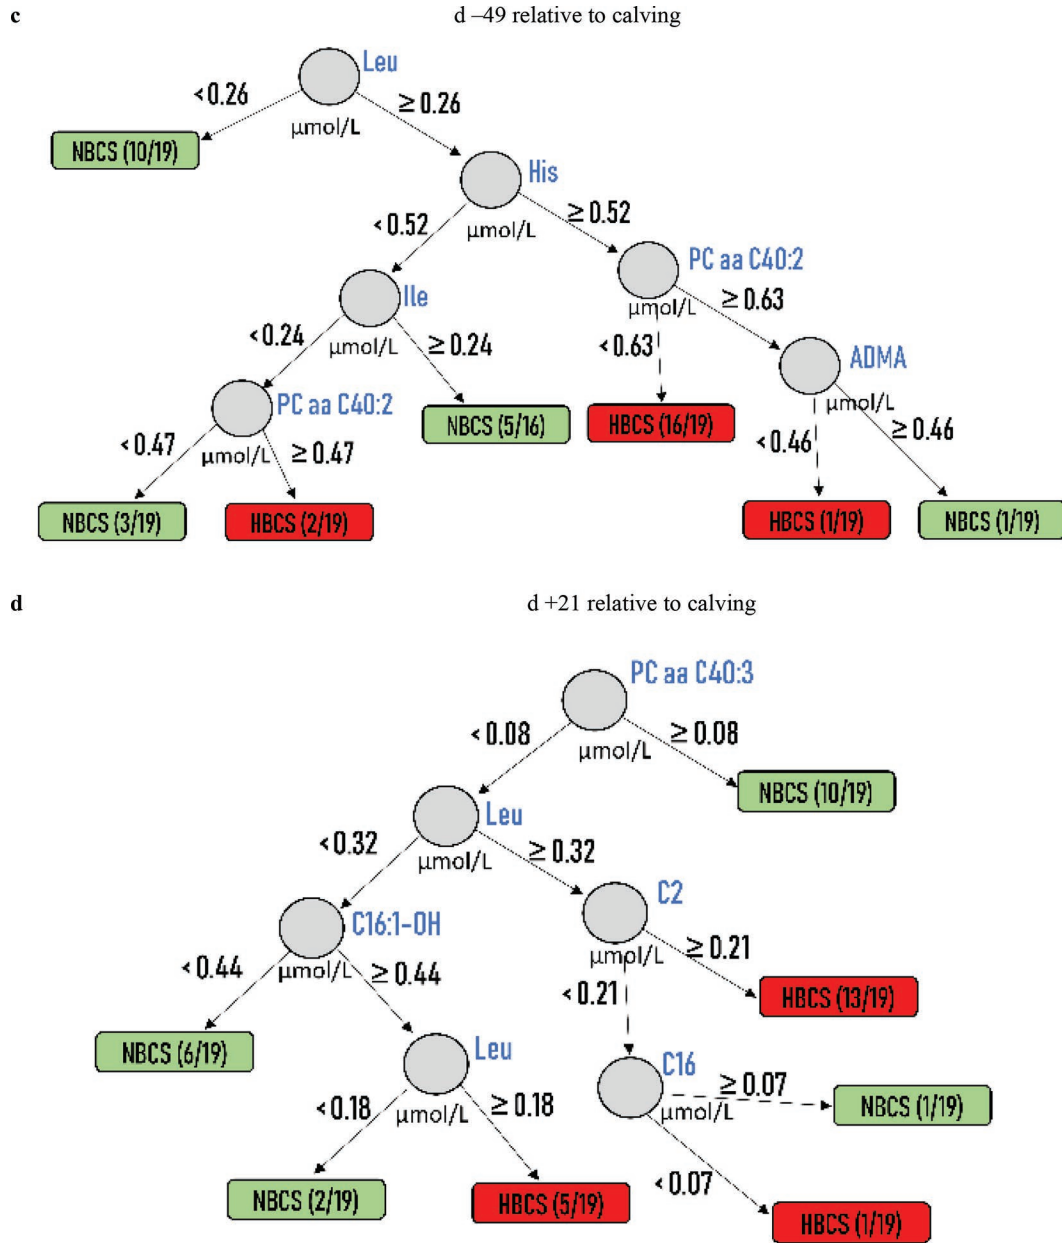 c
d –49 relative to calving
Leu
< 0.26
≥ 0.26
µmol/L
NBCS (10/19)
His
< 0.52
≥ 0.52
µmol/L
PC aa C40:2
Ile
µmol/L
≥ 0.63
< 0.24
µmol/L
≥ 0.24
< 0.63
ADMA
PC aa C40:2
µmol/L
NBCS (5/16)
HBCS (16/19)
< 0.47
µmol/L
≥ 0.47
< 0.46
≥ 0.46
NBCS (3/19)
HBCS (2/19)
HBCS (1/19)
NBCS (1/19)
d
d +21 relative to calving
PC aa C40:3
< 0.08
µmol/L
≥ 0.08
NBCS (10/19)
Leu
< 0.32
µmol/L
≥ 0.32
C2
C16:1-OH
µmol/L
≥ 0.21
< 0.44
µmol/L
≥ 0.44
< 0.21
HBCS (13/19)
NBCS (6/19)
Leu
C16
≥ 0.07
< 0.18
µmol/L
≥ 0.18
µmol/L
NBCS (1/19)
< 0.07
NBCS (2/19)
HBCS (5/19)
HBCS (1/19)